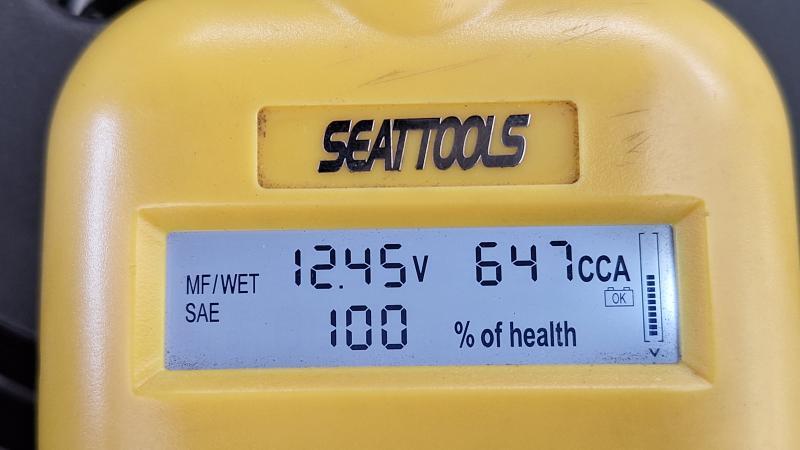 SEATTOOLS
MF/WET 12.45V 647CCA
SAE OK
100 % of health
V